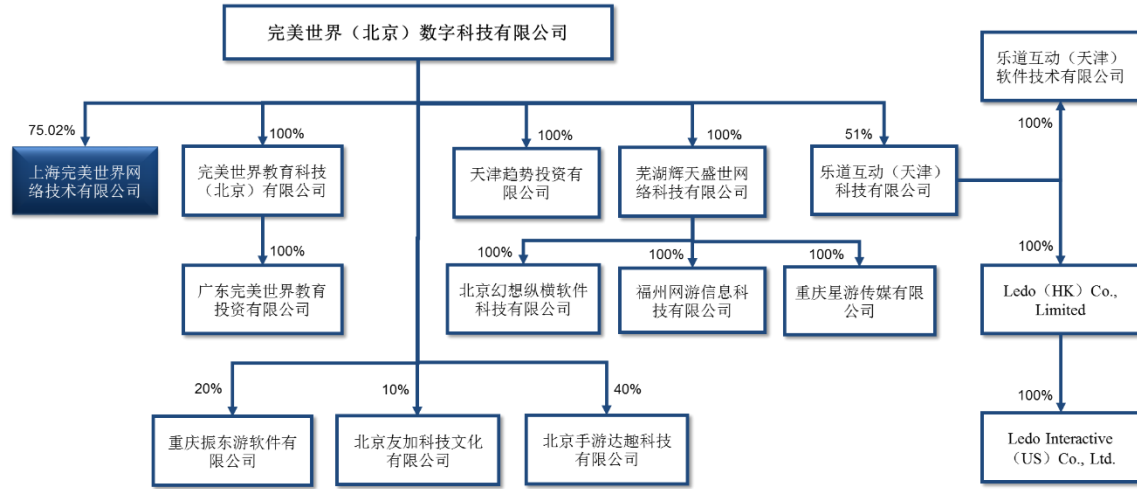 完美世界（北京）数字科技有限公司
乐道互动（天津）
软件技术有限公司
75.02%
100%
100%
100%
51%
100%
上海完美世界网
络技术有限公司
完美世界教育科技
（北京）有限公司
天津趋势投资有
限公司
芜湖辉天盛世网
络科技有限公司
乐道互动（天津）
科技有限公司
100%
100%
100%
100%
100%
广东完美世界教育
投资有限公司
北京幻想纵横软件
科技有限公司
福州网游信息科
技有限公司
重庆星游传媒有限
公司
Ledo（HK）Co.,
Limited
20%
10%
40%
100%
重庆振东游软件有
限公司
北京友加科技文化
有限公司
北京手游达趣科技
有限公司
Ledo Interactive
（US）Co., Ltd.